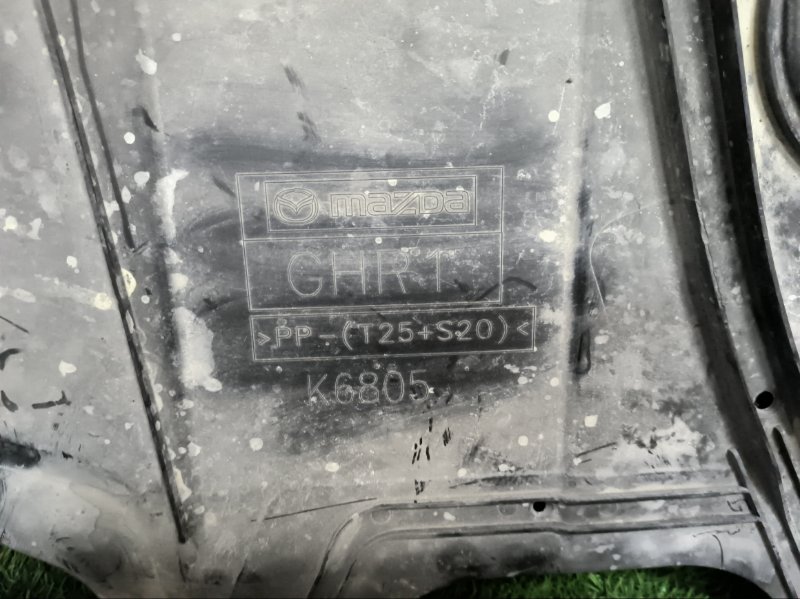 mazda
GHR1
>PP-(T25+S20)<
K6805